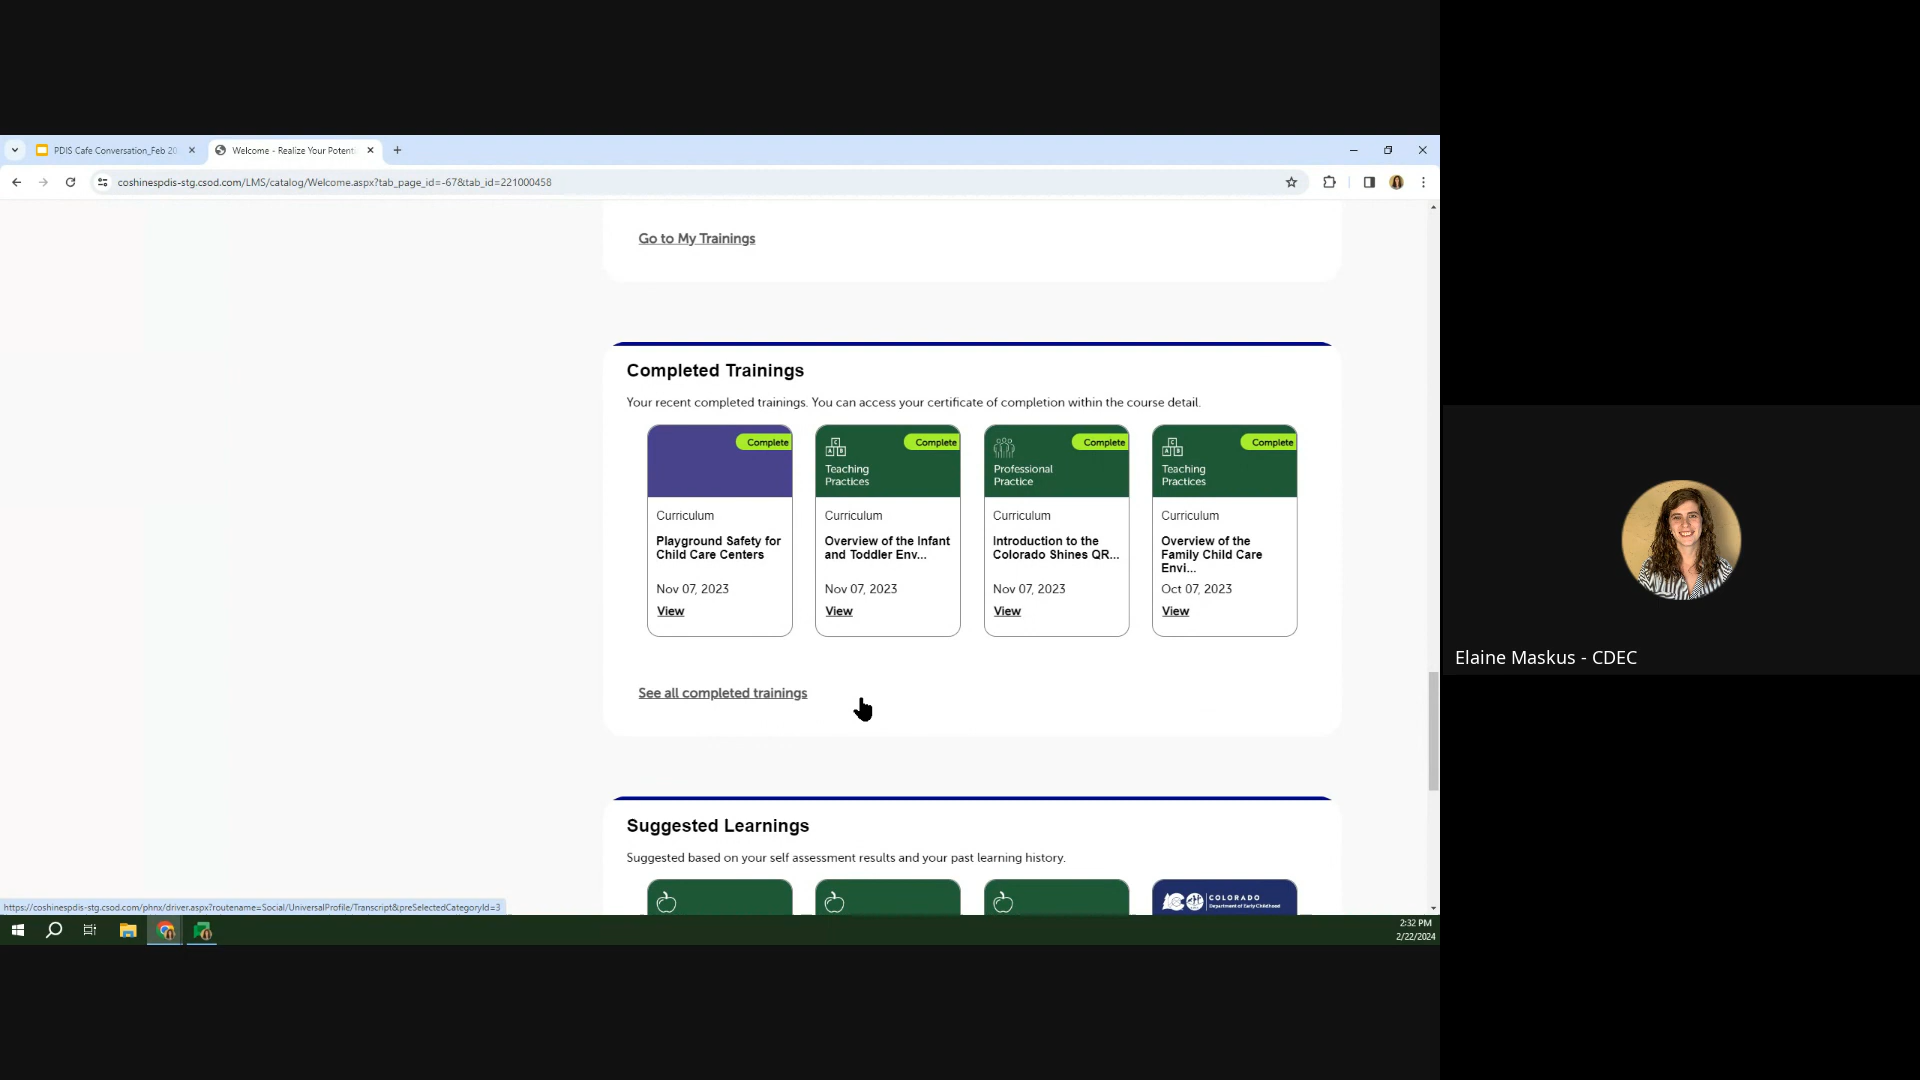 PDIS Cafe Conversation_Feb 20
Welcome - Realize Your Potent
coshinespdis-stg.csod.com/LMS/catalog/Welcome.aspx?tab_page_id=-67&tab_id=221000458
Go to My Trainings
Completed Trainings
Your recent completed trainings. You can access your certificate of completion within the course detail.
Complete
Curriculum
Playground Safety for
Child Care Centers
Nov 07, 2023
View
Complete
Teaching
Practices
Curriculum
Overview of the Infant
and Toddler Env...
Nov 07, 2023
View
Complete
Professional
Practice
Curriculum
Introduction to the
Colorado Shines QR...
Nov 07, 2023
View
Complete
Teaching
Practices
Curriculum
Overview of the
Family Child Care
Envi...
Oct 07, 2023
View
See all completed trainings
Suggested Learnings
Suggested based on your self assessment results and your past learning history.
COLORADO
Department of Early Childhood
https://coshinespdis-stg.csod.com/phnx/driver.aspx?routename=Social/UniversalProfile/Transcript&preSelectedCategoryId=3
2:32 PM
2/22/2024
Elaine Maskus - CDEC